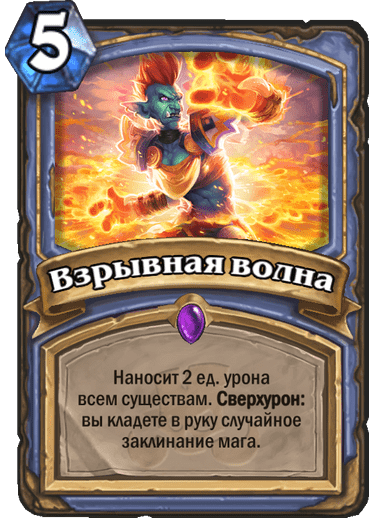 5
Взрывная волна
Наносит 2 ед. урона
всем существам. Сверхурон:
вы кладете в руку случайное
заклинание мага.